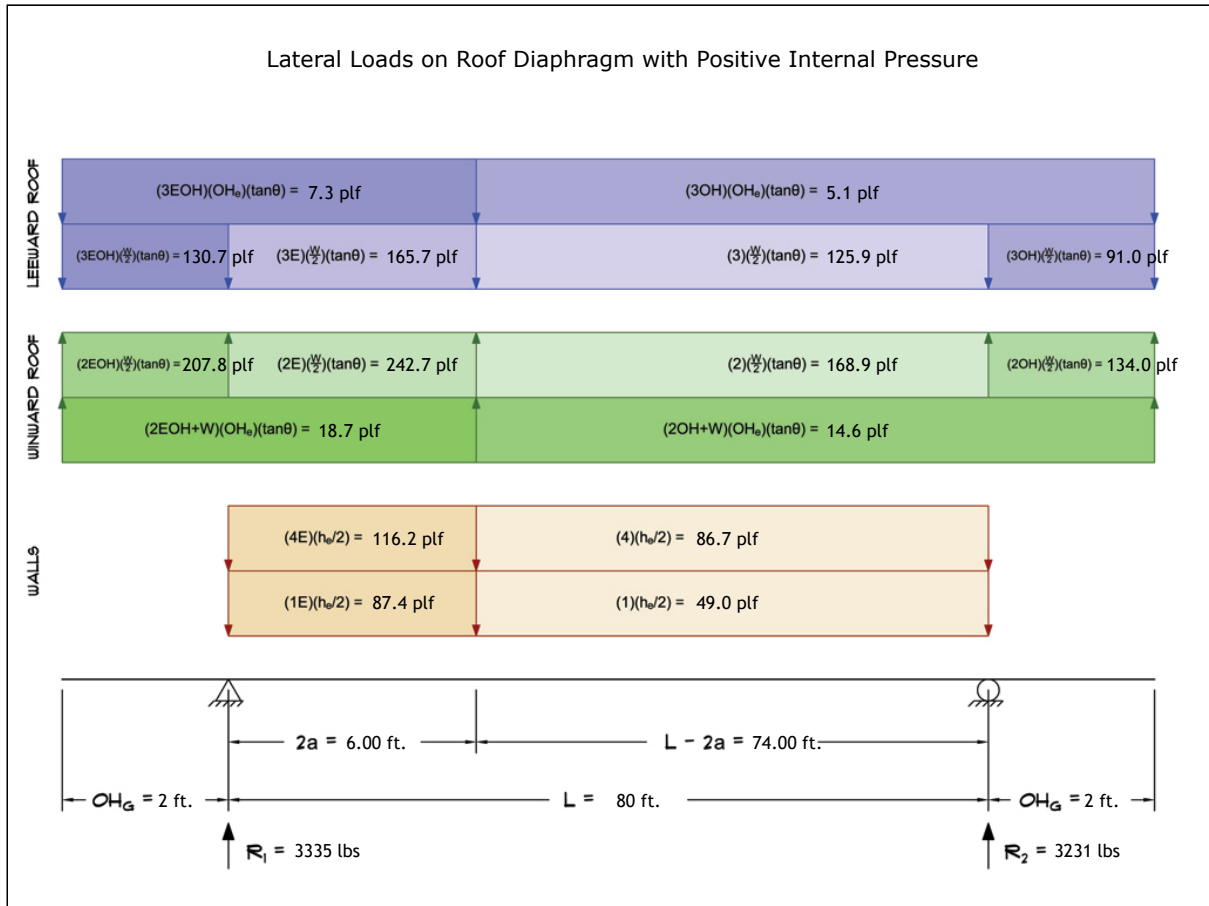 Lateral Loads on Roof Diaphragm with Positive Internal Pressure
LEEWARD ROOF
(3EOH)(OHₑ)(tanθ) = 7.3 plf
(3OH)(OHₑ)(tanθ) = 5.1 plf
(3EOH)(W/2)(tanθ) = 130.7 plf
(3E)(W/2)(tanθ) = 165.7 plf
(3)(W/2)(tanθ) = 125.9 plf
(3OH)(W/2)(tanθ) = 91.0 plf
WINWARD ROOF
(2EOH)(W/2)(tanθ) = 207.8 plf
(2E)(W/2)(tanθ) = 242.7 plf
(2)(W/2)(tanθ) = 168.9 plf
(2OH)(W/2)(tanθ) = 134.0 plf
(2EOH+W)(OHₑ)(tanθ) = 18.7 plf
(2OH+W)(OHₑ)(tanθ) = 14.6 plf
WALLS
(4E)(hₑ/2) = 116.2 plf
(4)(hₑ/2) = 86.7 plf
(1E)(hₑ/2) = 87.4 plf
(1)(hₑ/2) = 49.0 plf
2a = 6.00 ft.
L - 2a = 74.00 ft.
OH_G = 2 ft.
L = 80 ft.
OH_G = 2 ft.
R₁ = 3335 lbs
R₂ = 3231 lbs